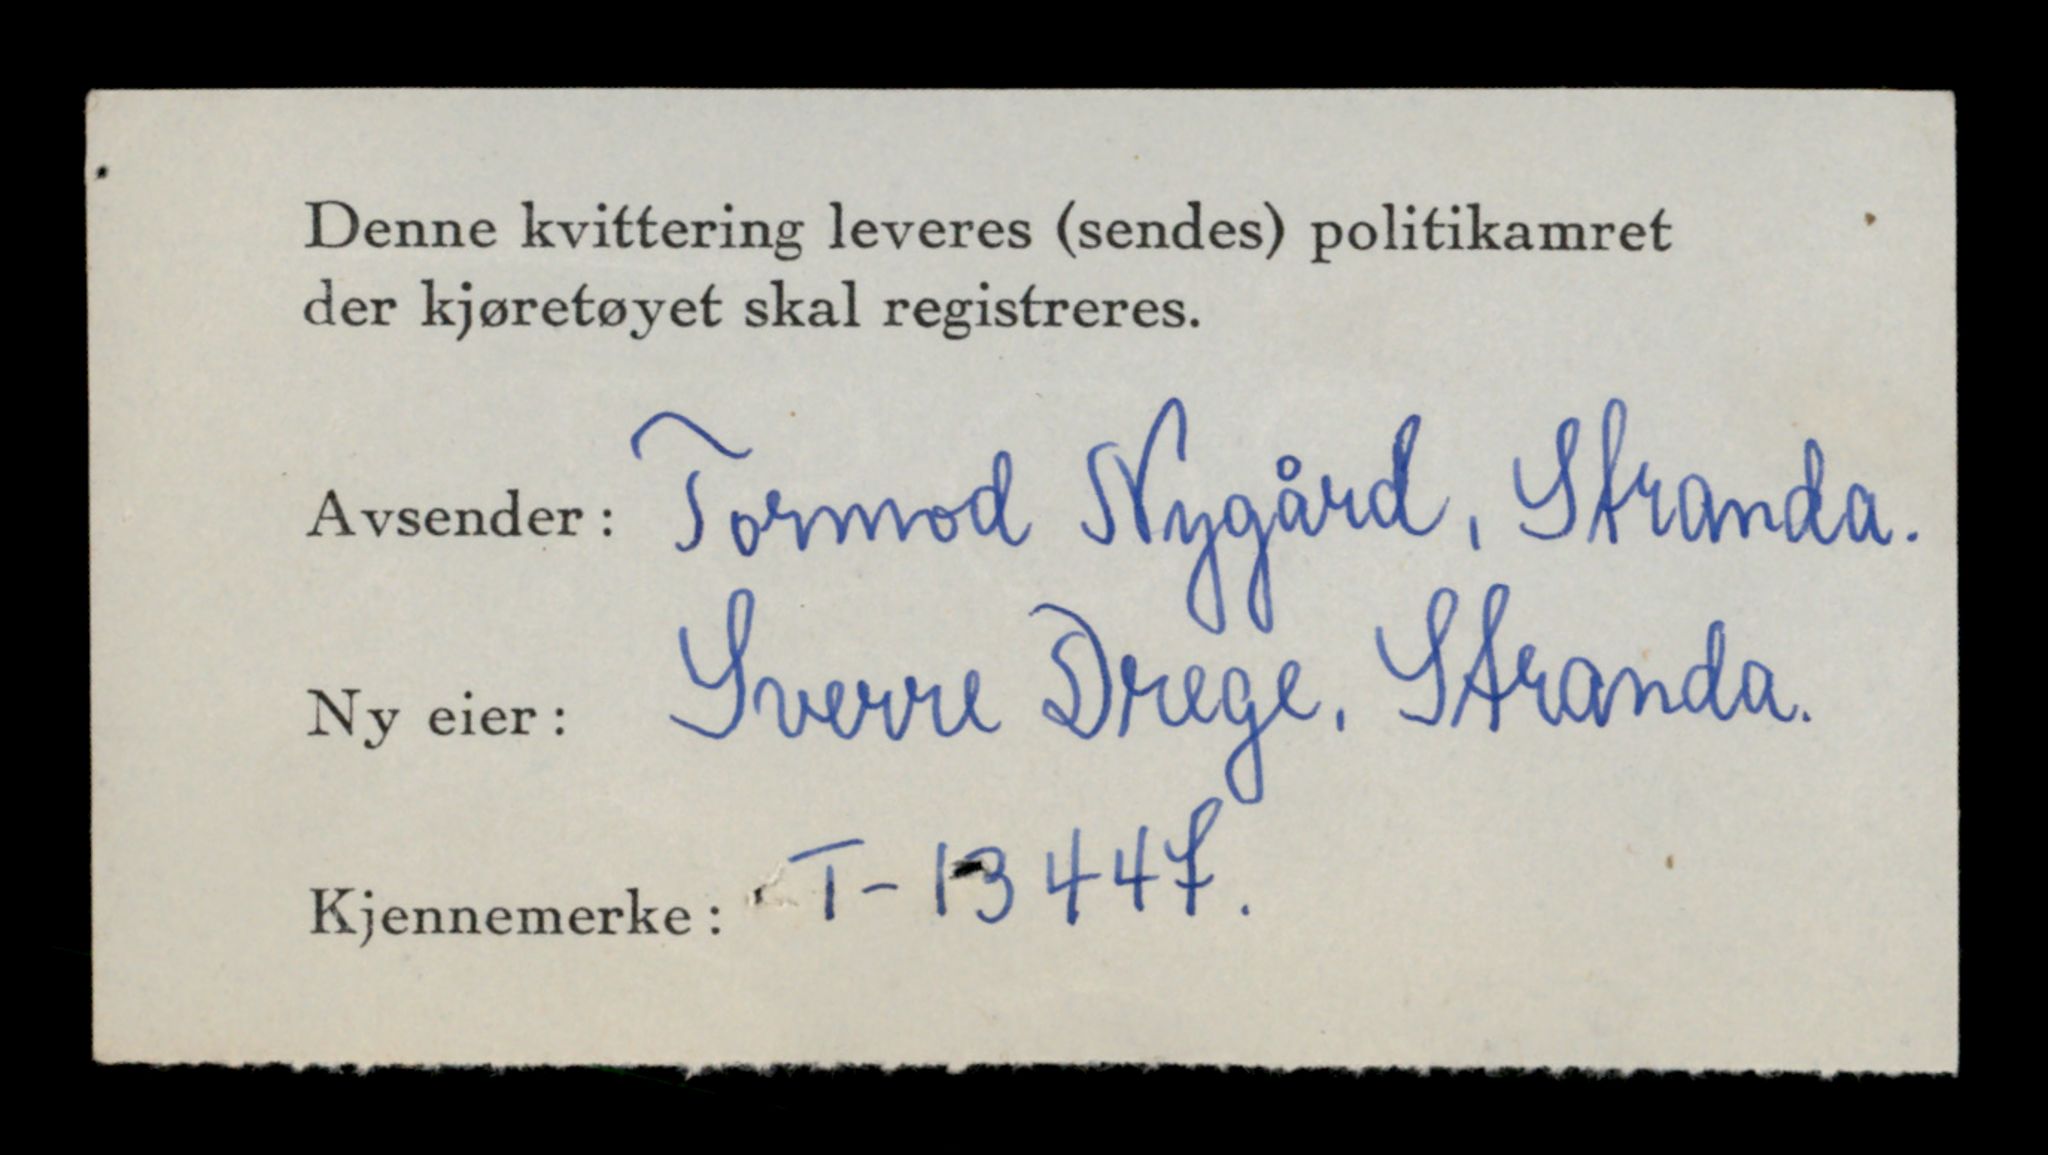 Denne kvittering leveres (sendes) politikamret
der kjøretøyet skal registreres.
Avsender: Tormod Nygård, Stranda.
Ny eier: Sverre Drege, Stranda.
Kjennemerke: T-13447.